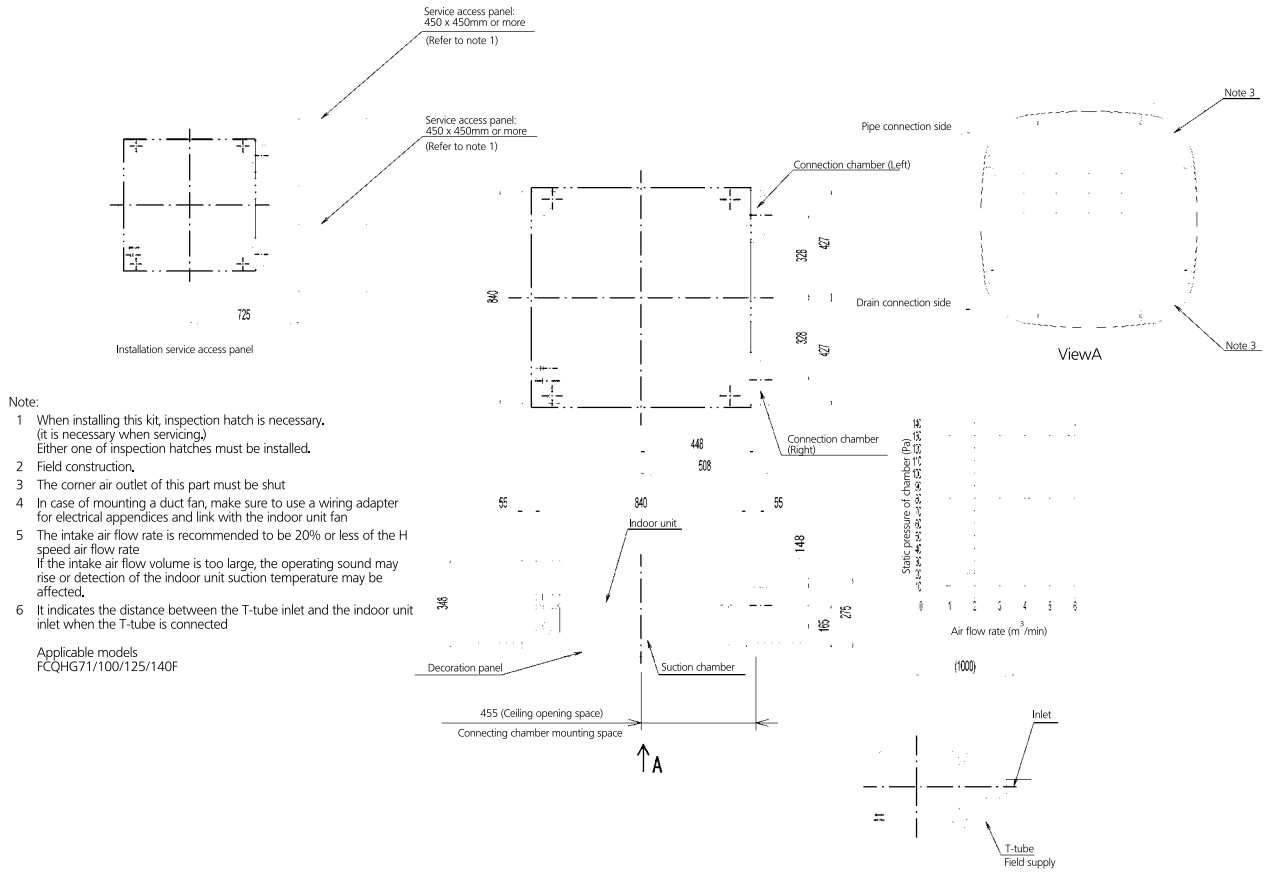 Service access panel:
450 x 450mm or more
(Refer to note 1)
Service access panel:
450 x 450mm or more
(Refer to note 1)
725
Installation service access panel
Connection chamber (Left)
840
328
427
328
427
448
508
Connection chamber
(Right)
Pipe connection side
Note 3
Drain connection side
Note 3
ViewA
Note:
1 When installing this kit, inspection hatch is necessary.
(it is necessary when servicing.)
Either one of inspection hatches must be installed.
2 Field construction.
3 The corner air outlet of this part must be shut
4 In case of mounting a duct fan, make sure to use a wiring adapter
for electrical appendices and link with the indoor unit fan
5 The intake air flow rate is recommended to be 20% or less of the H
speed air flow rate
If the intake air flow volume is too large, the operating sound may
rise or detection of the indoor unit suction temperature may be
affected.
6 It indicates the distance between the T-tube inlet and the indoor unit
inlet when the T-tube is connected
Applicable models
FCQHG71/100/125/140F
55
840
55
Indoor unit
148
348
165
275
Decoration panel
Suction chamber
455 (Ceiling opening space)
Connecting chamber mounting space
A
Static pressure of chamber (Pa)
0 1 2 3 4 5 6
Air flow rate (m³/min)
(1000)
Inlet
T-tube
Field supply